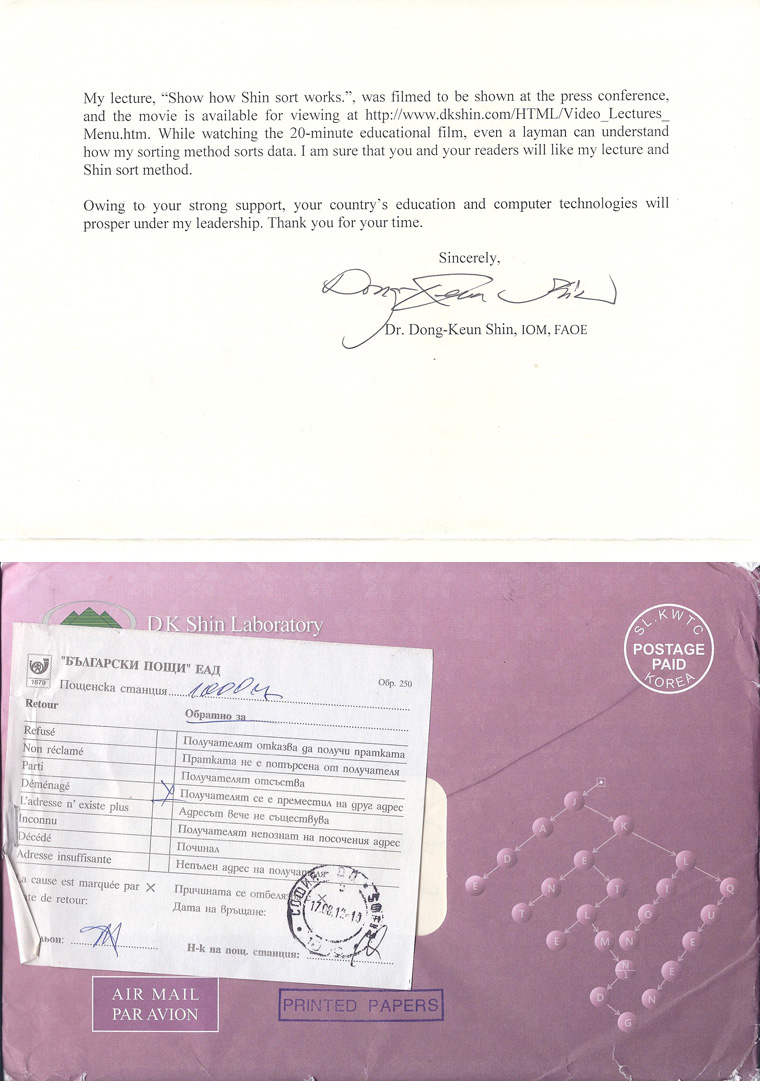 My lecture, “Show how Shin sort works.”, was filmed to be shown at the press conference,
and the movie is available for viewing at http://www.dkshin.com/HTML/Video_Lectures_
Menu.htm. While watching the 20-minute educational film, even a layman can understand
how my sorting method sorts data. I am sure that you and your readers will like my lecture and
Shin sort method.
Owing to your strong support, your country’s education and computer technologies will
prosper under my leadership. Thank you for your time.
Sincerely,
Dong-Keun Shin
Dr. Dong-Keun Shin, IOM, FAOE
DK Shin Laboratory
SL.KWTC
POSTAGE
PAID
KOREA
1879
"БЪЛГАРСКИ ПОЩИ" ЕАД
Обр. 250
Пощенска станция 1000
Retour
Обратно за
Refusé
Получателят отказва да получи пратката
Non réclamé
Пратката не е потърсена от получателя
Parti
Получателят отсъства
Déménagé
X
Получателят се е преместил на друг адрес
L'adresse n' existe plus
Адресът вече не съществува
Inconnu
Получателят непознат на посочения адрес
Décédé
Починал
Adresse insuffisante
Непълен адрес на
La cause est marquée par X
Причината се
de retour:
Дата на връщане:
Н-к на пощ. станция:
СОФИЯ
AIR MAIL
PAR AVION
PRINTED PAPERS
J
A
K
D
E
L
E
N
E
I
Q
T
L
O
U
E
M
N
E
N
E
D
N
G